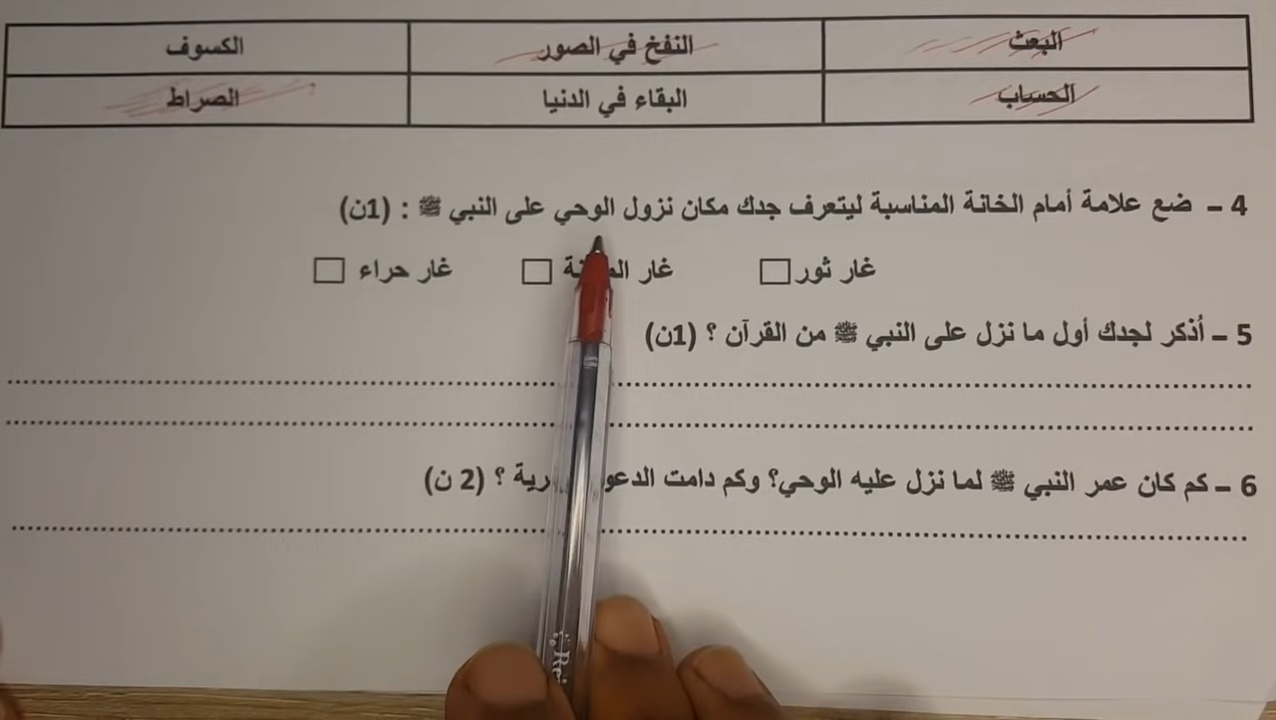 البعث النفخ في الصور الكسوف
الحساب البقاء في الدنيا الصراط
4 – ضع علامة أمام الخانة المناسبة ليتعرف جدك مكان نزول الوحي على النبي ﷺ : (1ن)
غار ثور □ غار □ غار حراء □
5 – أُذكر لجدك أول ما نزل على النبي ﷺ من القرآن ؟ (1ن)
6 – كم كان عمر النبي ﷺ لما نزل عليه الوحي؟ وكم دامت ؟ (2 ن)